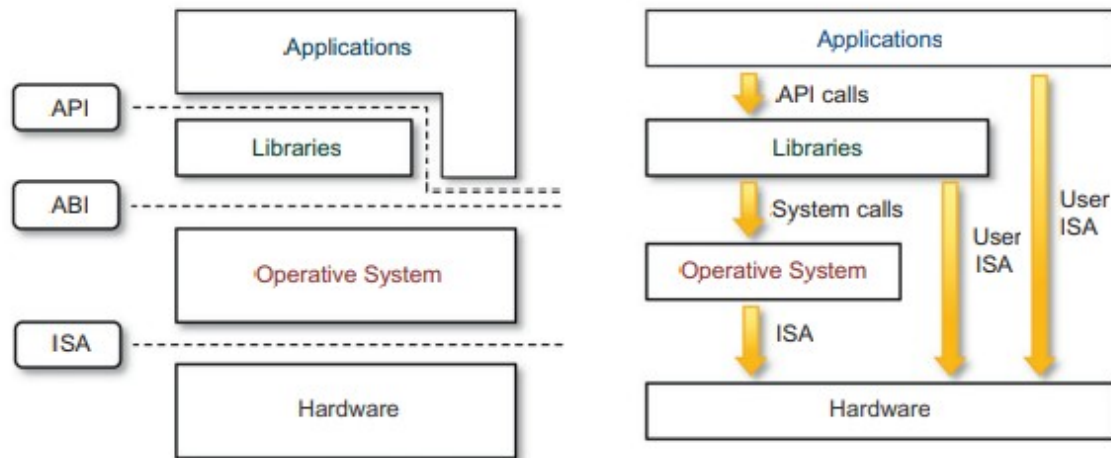 Applications
API
Libraries
ABI
Operative System
ISA
Hardware
Applications
API calls
Libraries
System calls
User
ISA
User
ISA
Operative System
ISA
Hardware